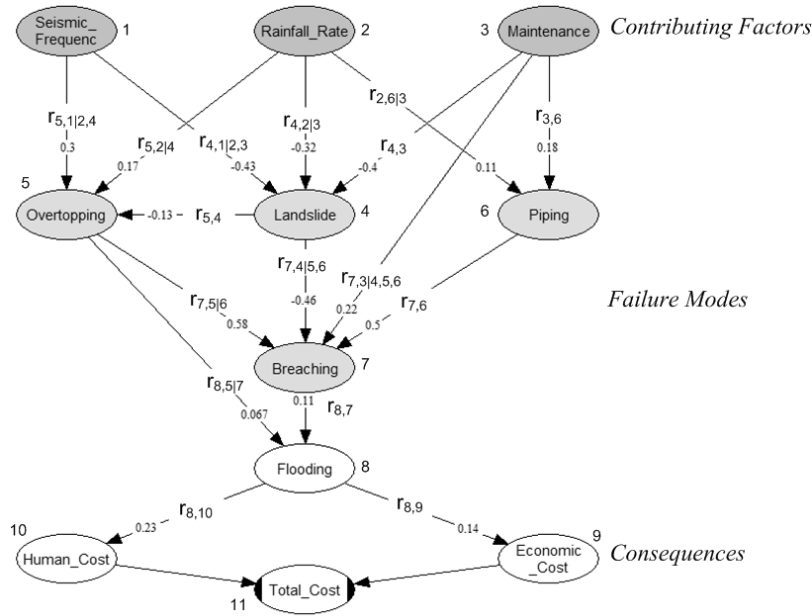 Seismic_
Frequenc
1
Rainfall_Rate
2
3
Maintenance
Contributing Factors
r5,1|2,4
0.3
r5,2|4
0.17
r4,1|2,3
-0.43
r4,2|3
-0.32
r2,6|3
0.11
r4,3
-0.4
r3,6
0.18
5
Overtopping
-0.13
r5,4
Landslide
4
6
Piping
r7,4|5,6
-0.46
r7,3|4,5,6
0.22
r7,5|6
0.58
r7,6
0.5
Failure Modes
Breaching
7
r8,5|7
0.067
0.11
r8,7
Flooding
8
r8,10
0.23
r8,9
0.14
10
Human_Cost
9
Economic
_Cost
Consequences
Total_Cost
11